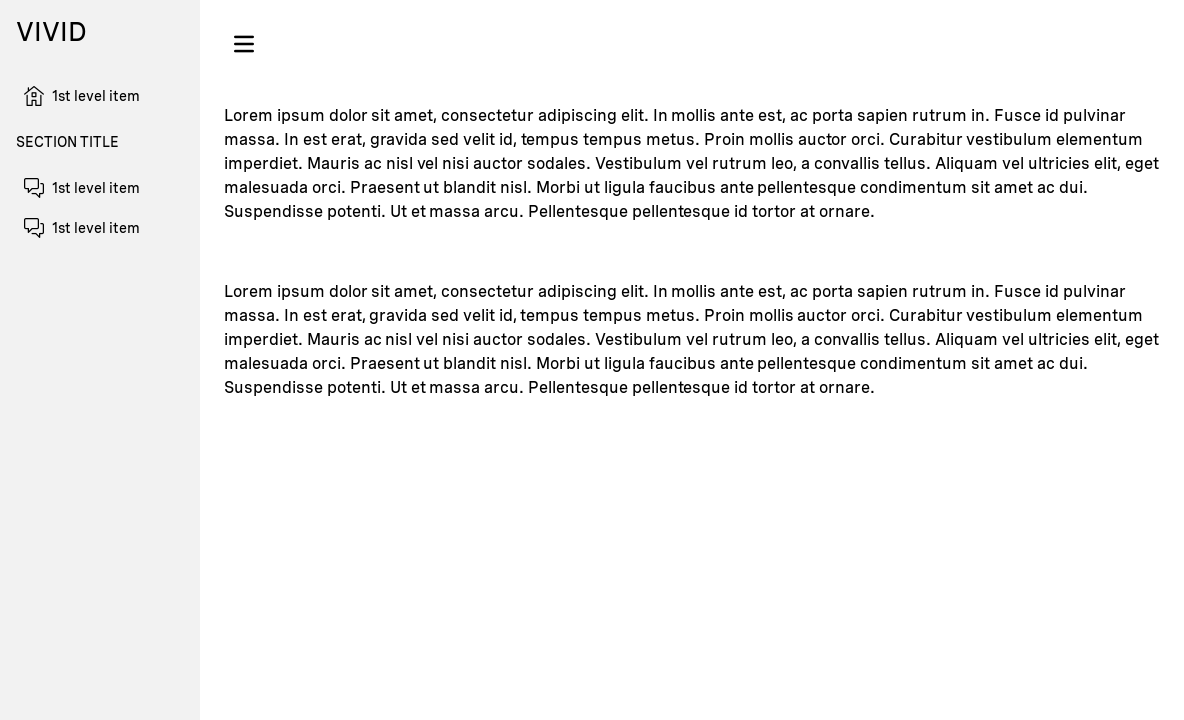 VIVID
1st level item
SECTION TITLE
1st level item
1st level item
Lorem ipsum dolor sit amet, consectetur adipiscing elit. In mollis ante est, ac porta sapien rutrum in. Fusce id pulvinar
massa. In est erat, gravida sed velit id, tempus tempus metus. Proin mollis auctor orci. Curabitur vestibulum elementum
imperdiet. Mauris ac nisl vel nisi auctor sodales. Vestibulum vel rutrum leo, a convallis tellus. Aliquam vel ultricies elit, eget
malesuada orci. Praesent ut blandit nisl. Morbi ut ligula faucibus ante pellentesque condimentum sit amet ac dui.
Suspendisse potenti. Ut et massa arcu. Pellentesque pellentesque id tortor at ornare.
Lorem ipsum dolor sit amet, consectetur adipiscing elit. In mollis ante est, ac porta sapien rutrum in. Fusce id pulvinar
massa. In est erat, gravida sed velit id, tempus tempus metus. Proin mollis auctor orci. Curabitur vestibulum elementum
imperdiet. Mauris ac nisl vel nisi auctor sodales. Vestibulum vel rutrum leo, a convallis tellus. Aliquam vel ultricies elit, eget
malesuada orci. Praesent ut blandit nisl. Morbi ut ligula faucibus ante pellentesque condimentum sit amet ac dui.
Suspendisse potenti. Ut et massa arcu. Pellentesque pellentesque id tortor at ornare.